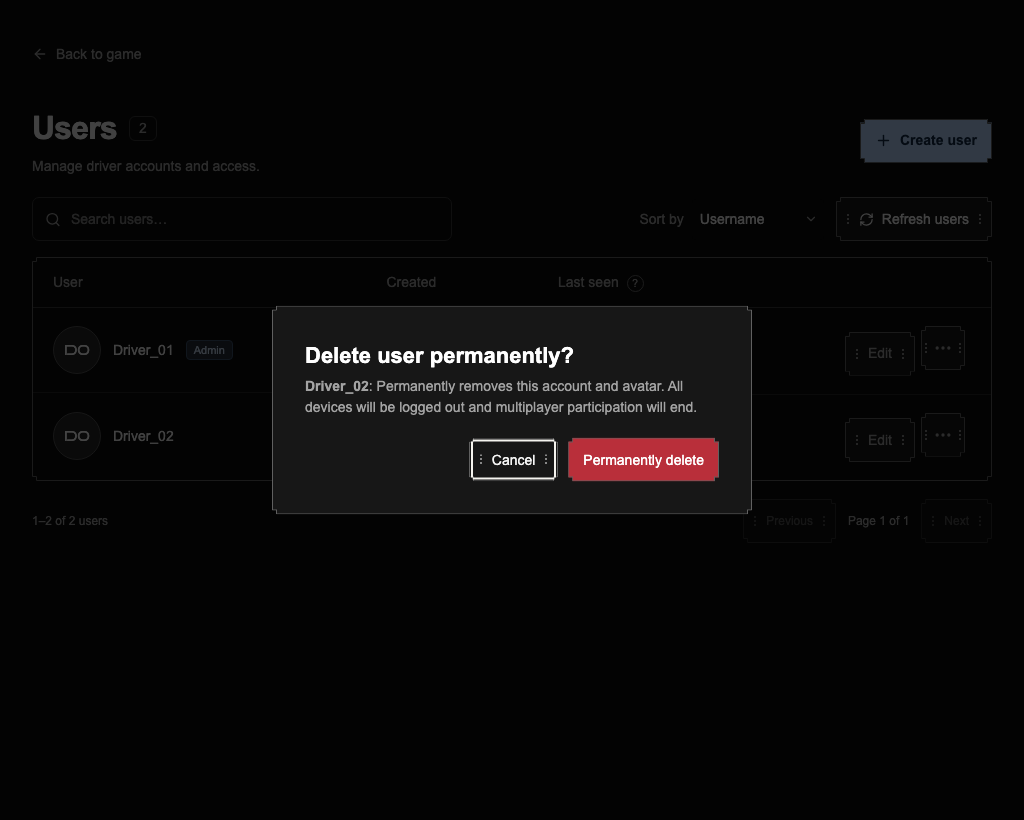 Back to game
Users 2
Create user
Manage driver accounts and access.
Search users…
Sort by Username
Refresh users
User Created Last seen ?
DO Driver_01 Admin Edit
Delete user permanently?
Driver_02: Permanently removes this account and avatar. All
devices will be logged out and multiplayer participation will end.
Cancel Permanently delete
DO Driver_02 Edit
1–2 of 2 users
Previous Page 1 of 1 Next